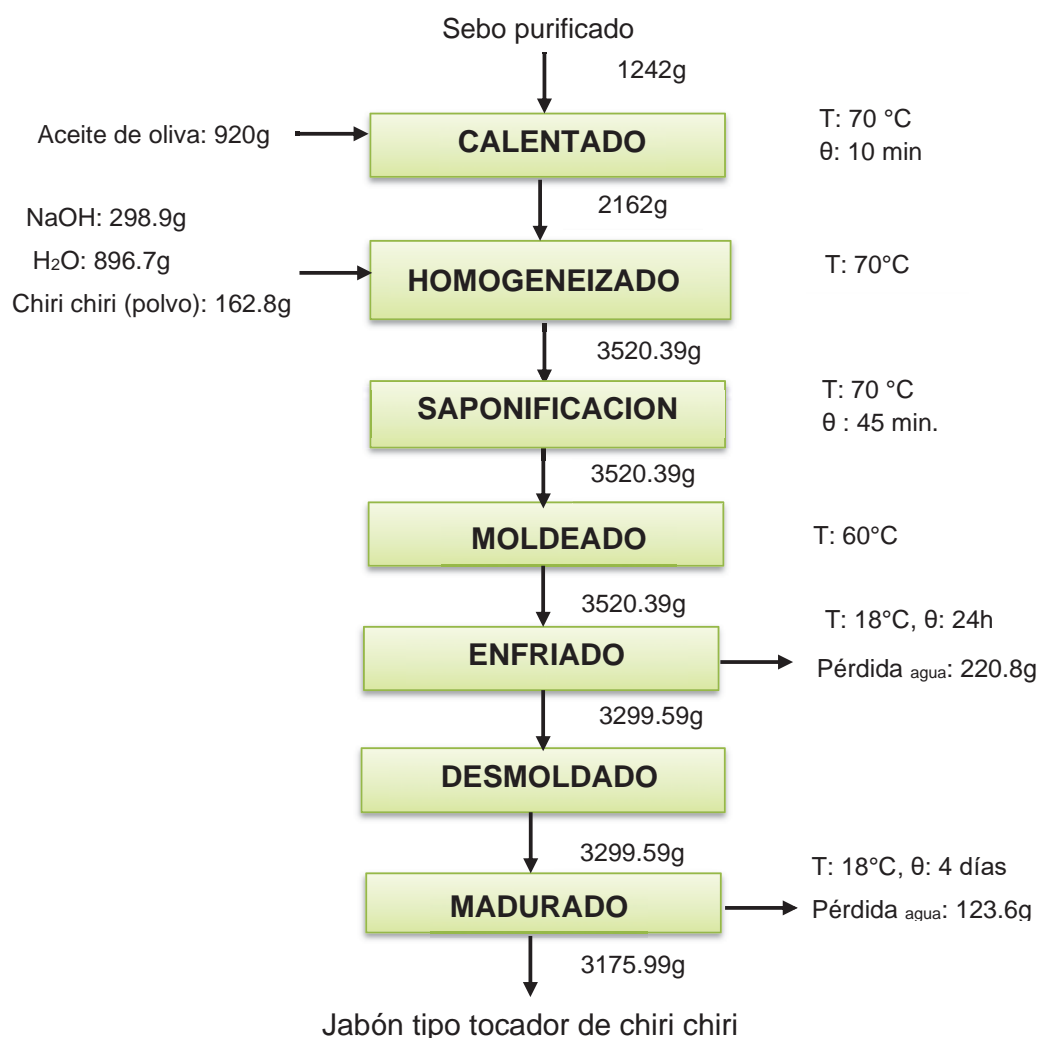 Sebo purificado
1242g
Aceite de oliva: 920g
CALENTADO
T: 70 °C
θ: 10 min
2162g
NaOH: 298.9g
H₂O: 896.7g
Chiri chiri (polvo): 162.8g
HOMOGENEIZADO
T: 70°C
3520.39g
SAPONIFICACION
T: 70 °C
θ : 45 min.
3520.39g
MOLDEADO
T: 60°C
3520.39g
ENFRIADO
T: 18°C, θ: 24h
Pérdida agua: 220.8g
3299.59g
DESMOLDADO
3299.59g
MADURADO
T: 18°C, θ: 4 días
Pérdida agua: 123.6g
3175.99g
Jabón tipo tocador de chiri chiri